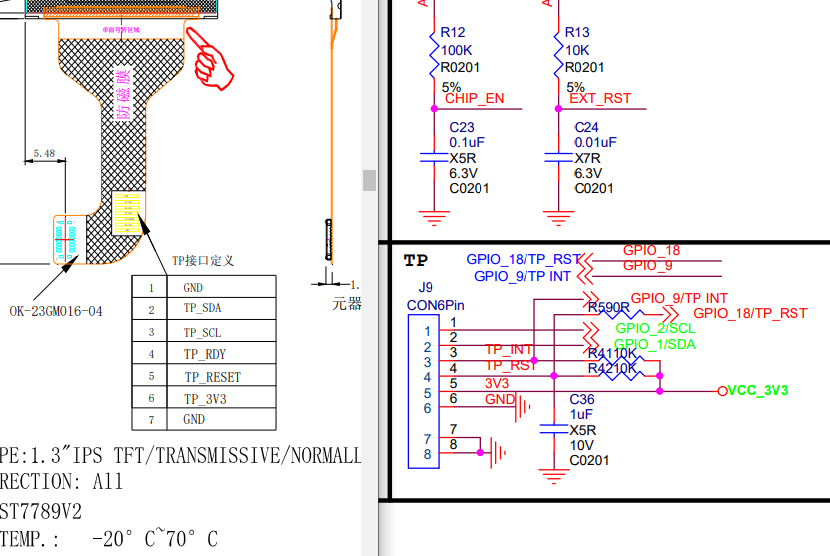 单面弯折区域
防磁膜
5.48
TP接口定义
1 GND
2 TP_SDA
3 TP_SCL
4 TP_RDY
5 TP_RESET
6 TP_3V3
7 GND
OK-23GM016-04
1.
元器
PE:1.3"IPS TFT/TRANSMISSIVE/NORMALL
RECTION: All
ST7789V2
TEMP.: -20° C~70° C
R12
100K
R0201
5%
CHIP_EN
C23
0.1uF
X5R
6.3V
C0201
R13
10K
R0201
5%
EXT_RST
C24
0.01uF
X7R
6.3V
C0201
TP
GPIO_18/TP_RST
GPIO_18
GPIO_9/TP INT
GPIO_9
J9
CON6Pin
GPIO_9/TP INT
R590R
GPIO_18/TP_RST
1 1
GPIO_2/SCL
2 2
GPIO_1/SDA
3 3 TP_INT
R4110K
4 4 TP_RST
R4210K
5 5 3V3
VCC_3V3
6 6 GND
7 7
8 8
C36
1uF
X5R
10V
C0201